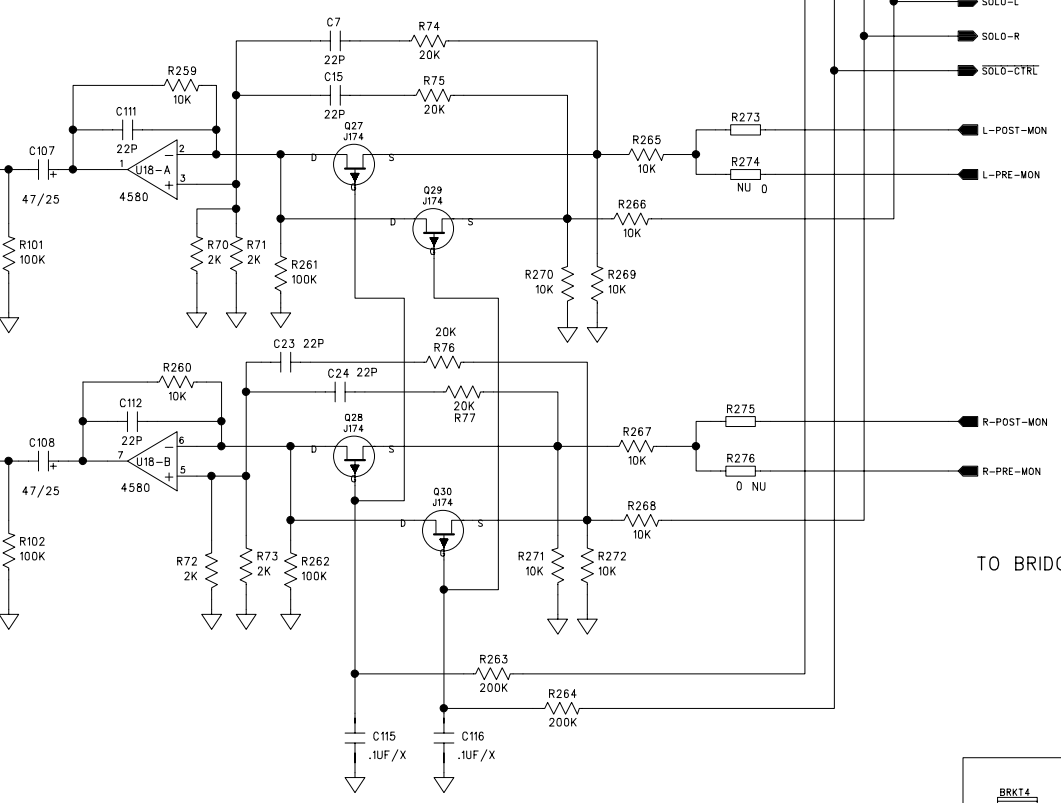 SOLO-L
C7
R74
22P
20K
SOLO-R
R259
10K
C15
R75
22P
20K
SOLO-CTRL
C111
22P
Q27
J174
R273
L-POST-MON
C107
47/25
1
U18-A
2
3
4580
D
S
G
R265
10K
R274
NU 0
L-PRE-MON
Q29
J174
D
S
G
R266
10K
R101
100K
R70
2K
R71
2K
R261
100K
R270
10K
R269
10K
20K
R76
C23 22P
R260
10K
C24 22P
20K
R77
C112
22P
Q28
J174
R275
R-POST-MON
C108
47/25
7
U18-B
6
5
4580
D
S
G
R267
10K
R276
0 NU
R-PRE-MON
Q30
J174
D
S
G
R268
10K
R102
100K
R72
2K
R73
2K
R262
100K
R271
10K
R272
10K
TO
R263
200K
R264
200K
C115
.1UF/X
C116
.1UF/X
BRKT4